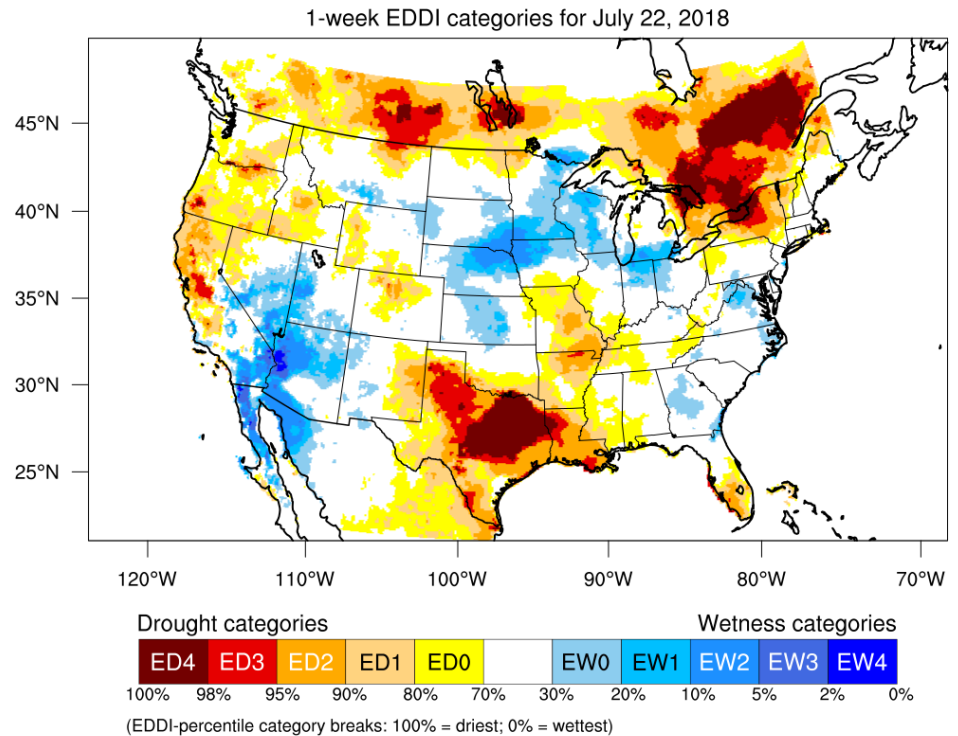 1-week EDDI categories for July 22, 2018
45°N
40°N
35°N
30°N
25°N
120°W 110°W 100°W 90°W 80°W 70°W
Drought categories Wetness categories
ED4 ED3 ED2 ED1 ED0 EW0 EW1 EW2 EW3 EW4
100% 98% 95% 90% 80% 70% 30% 20% 10% 5% 2% 0%
(EDDI-percentile category breaks: 100% = driest; 0% = wettest)